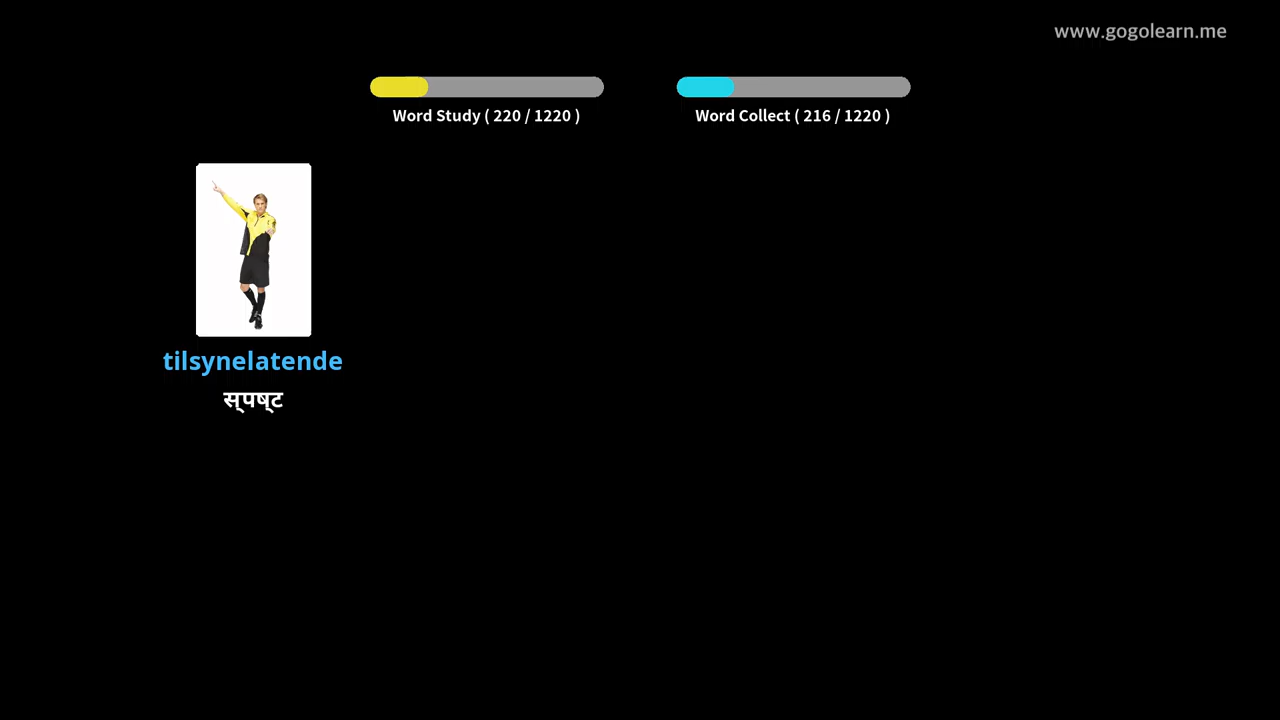 www.gogolearn.me
Word Study ( 220 / 1220 )
Word Collect ( 216 / 1220 )
tilsynelatende
स्पष्ट